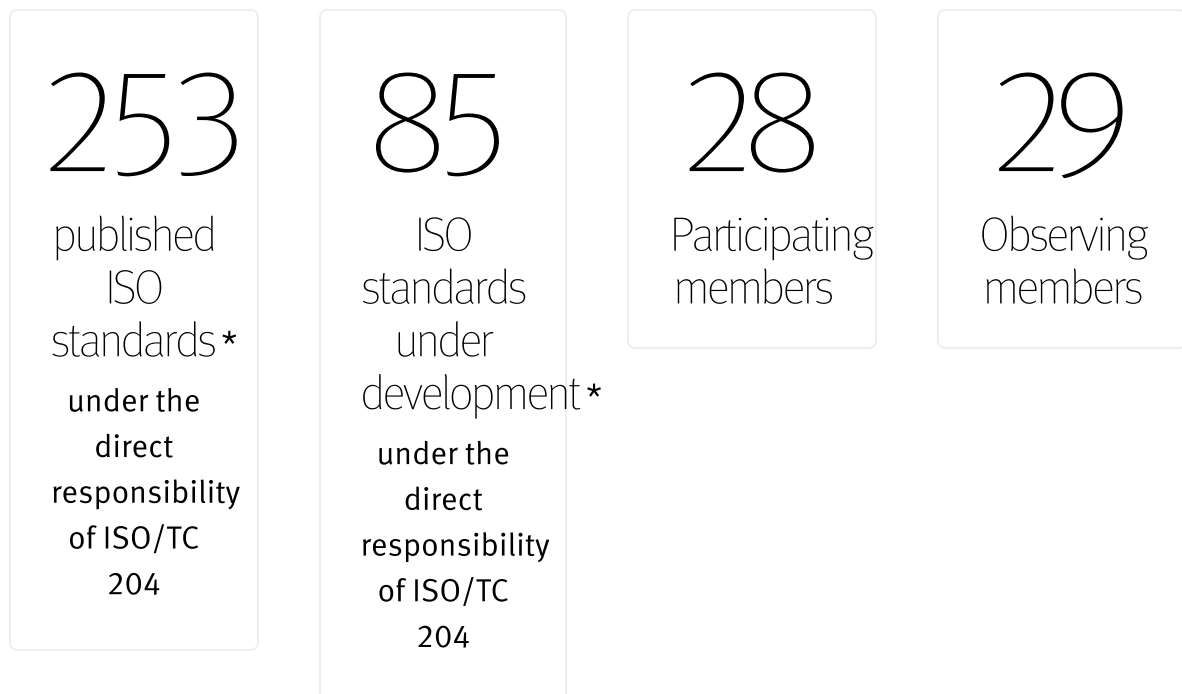 253
published
ISO
standards*
under the
direct
responsibility
of ISO/TC
204
85
ISO
standards
under
development*
under the
direct
responsibility
of ISO/TC
204
28
Participating
members
29
Observing
members